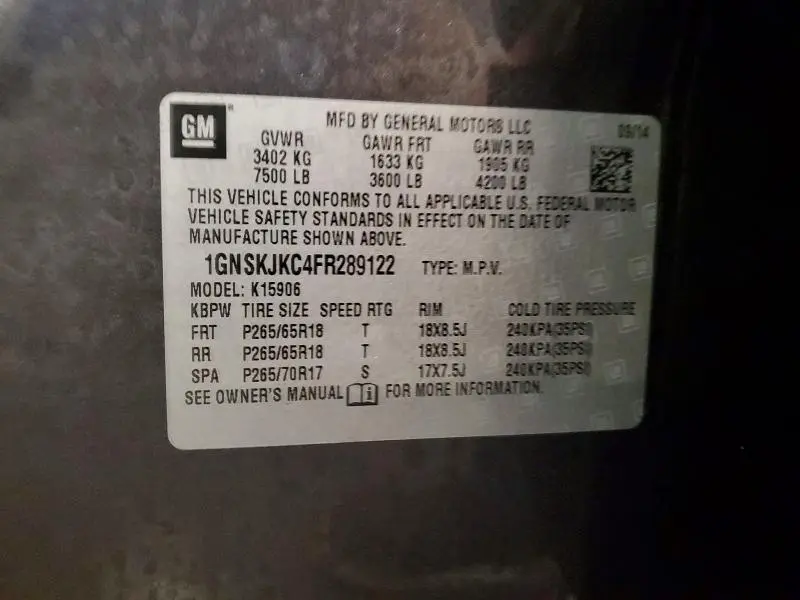 GM
MFD BY GENERAL MOTORS LLC 09/14
GVWR GAWR FRT GAWR RR
3402 KG 1633 KG 1905 KG
7500 LB 3600 LB 4200 LB
THIS VEHICLE CONFORMS TO ALL APPLICABLE U.S. FEDERAL MOTOR
VEHICLE SAFETY STANDARDS IN EFFECT ON THE DATE OF
MANUFACTURE SHOWN ABOVE.
1GNSKJKC4FR289122 TYPE: M.P.V.
MODEL: K15906
KBPW TIRE SIZE SPEED RTG RIM COLD TIRE PRESSURE
FRT P265/65R18 T 18X8.5J 240KPA(35PSI)
RR P265/65R18 T 18X8.5J 240KPA(35PSI)
SPA P265/70R17 S 17X7.5J 240KPA(35PSI)
SEE OWNER'S MANUAL i FOR MORE INFORMATION.